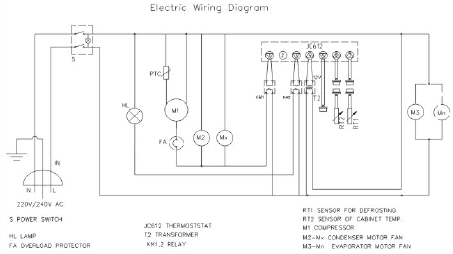 Electric Wiring Diagram
JC612
S
PTC
12V
M1
HL
KM1
T2
RT2
RT1
FA
M2
Mx
M3
Mn
IN
N
L
220V/240V AC
S POWER SWITCH
HL LAMP
FA OVERLOAD PROTECTOR
JC612 THERMOSTSTAT
T2 TRANSFORMER
KM1,2 RELAY
RT1 SENSOR FOR DEFROSTING
RT2 SENSOR OF CABINET TEMP.
M1 COMPRESSOR
M2-Mx CONDENSER MOTOR FAN
M3-Mn EVAPORATOR MOTOR FAN